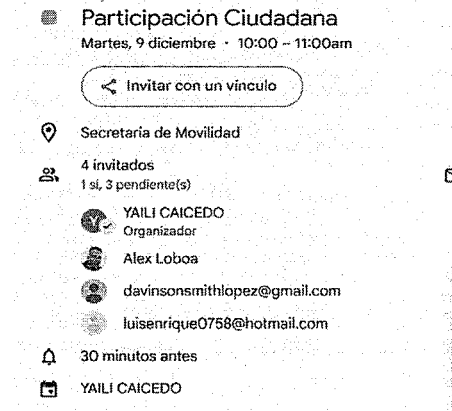 Participación Ciudadana
Martes, 9 diciembre · 10:00 – 11:00am
Invitar con un vínculo
Secretaría de Movilidad
4 invitados
1 sí, 3 pendiente(s)
YAILI CAICEDO
Organizador
Alex Loboa
davinsonsmithlopez@gmail.com
luisenrique0758@hotmail.com
30 minutos antes
YAILI CAICEDO